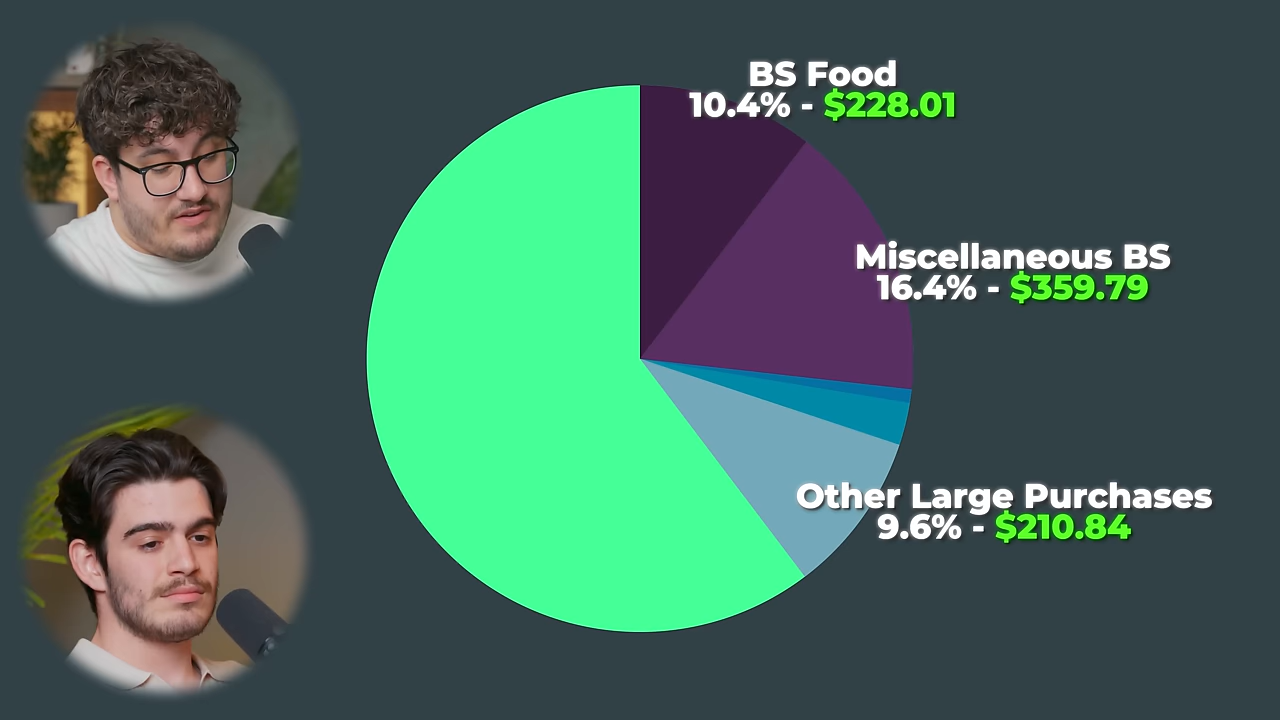 BS Food
10.4% - $228.01
Miscellaneous BS
16.4% - $359.79
Other Large Purchases
9.6% - $210.84